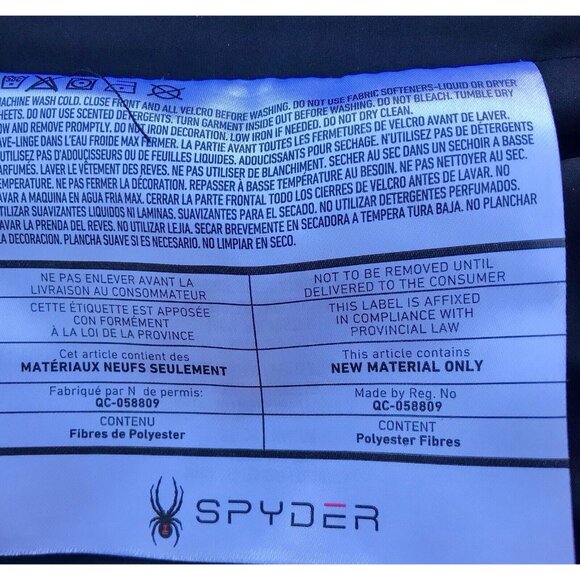 MACHINE WASH COLD. CLOSE FRONT AND ALL VELCRO BEFORE WASHING. DO NOT USE FABRIC SOFTENERS-LIQUID OR DRYER
SHEETS. DO NOT USE SCENTED DETERGENTS. TURN GARMENT INSIDE OUT BEFORE WASHING. DO NOT BLEACH. TUMBLE DRY
LOW AND REMOVE PROMPTLY. DO NOT IRON DECORATION. LOW IRON IF NEEDED. DO NOT DRY CLEAN.
LAVE-LINGE DANS L'EAU FROIDE MAX FERMER. LA PARTIE AVANT TOUTES LES FERMETURES DE VELCRO AVANT DE LAVER.
UTILISEZ PAS D'ADOUCISSEURS OU DE FEUILLES LIQUIDES. ADOUCISSANTS POUR SECHAGE. N'UTILISEZ PAS DE DÉTERGENTS
PARFUMÉS. LAVER LE VÊTEMENT DES REVES. NE PAS UTILISER DE BLANCHIMENT. SECHER AU SEC DANS UN SECHOIR A BASSE
TEMPERATURE. NE PAS FERMER LA DÉCORATION. REPASSER À BASSE TEMPÉRATURE AU BESOIN. NE PAS NETTOYER AU SEC.
LAVAR A MAQUINA EN AGUA FRIA MAX. CERRAR LA PARTE FRONTAL TODO LOS CIERRES DE VELCRO ANTES DE LAVAR. NO
UTILIZAR SUAVIZANTES LIQUIDOS NI LAMINAS, SUAVIZANTES PARA EL SECADO. NO UTILIZAR DETERGENTES PERFUMADOS.
LAVAR LA PRENDA DEL REVES. NO UTILIZAR LEJIA. SECAR BREVEMENTE EN SECADORA A TEMPERA TURA BAJA. NO PLANCHAR
LA DECORACION. PLANCHA SUAVE SI ES NECESARIO. NO LIMPIAR EN SECO.
NE PAS ENLEVER AVANT LA
LIVRAISON AU CONSOMMATEUR
NOT TO BE REMOVED UNTIL
DELIVERED TO THE CONSUMER
CETTE ÉTIQUETTE EST APPOSÉE
CON FORMÉMENT
À LA LOI DE LA PROVINCE
THIS LABEL IS AFFIXED
IN COMPLIANCE WITH
PROVINCIAL LAW
Cet article contient des
MATÉRIAUX NEUFS SEULEMENT
This article contains
NEW MATERIAL ONLY
Fabriqué par N de permis:
QC-058809
Made by Reg. No
QC-058809
CONTENU
Fibres de Polyester
CONTENT
Polyester Fibres
SPYDER